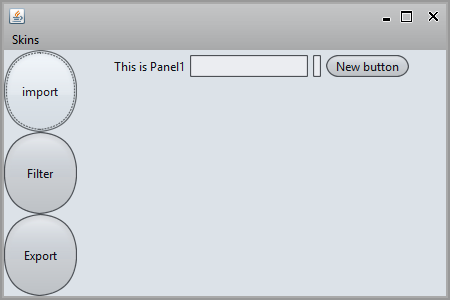 Skins
import
This is Panel1
New button
Filter
Export